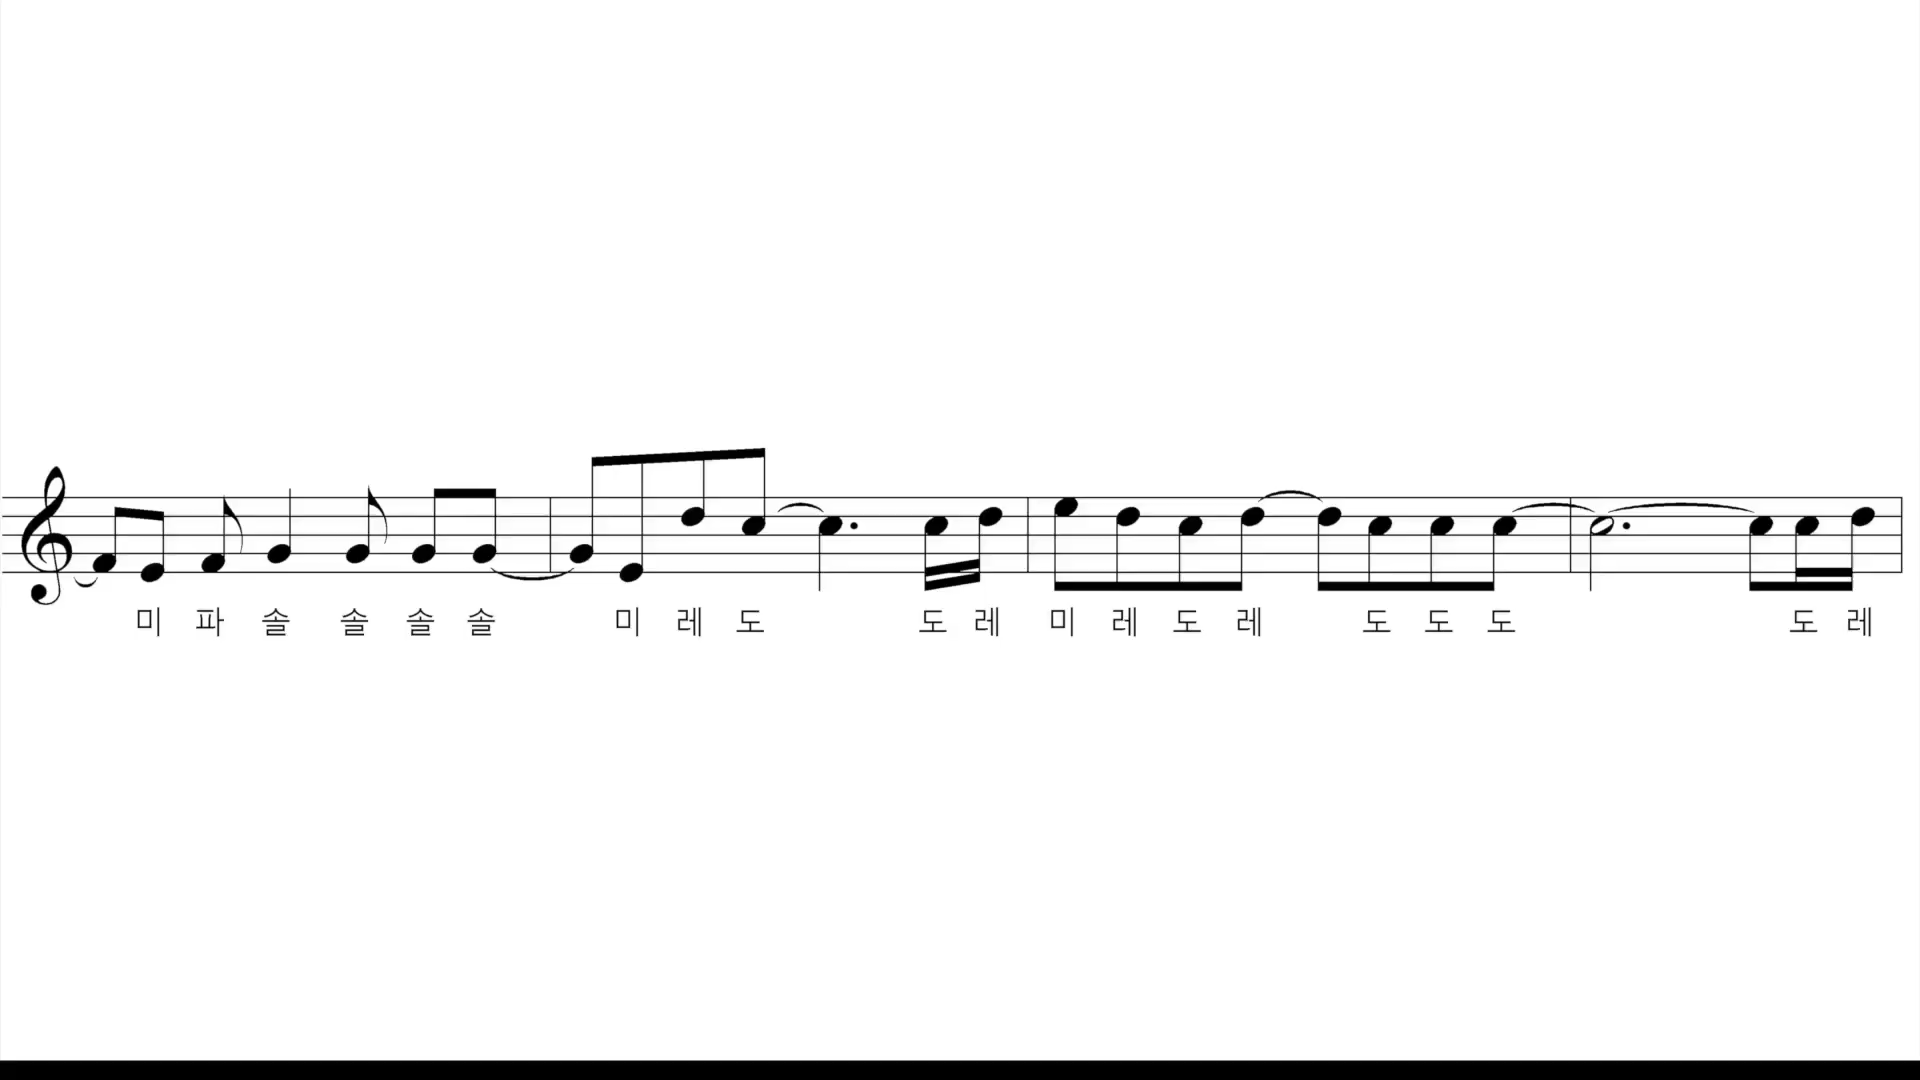 미 파 솔 솔 솔 솔 미 레 도 도 레 미 레 도 레 도 도 도 도 레